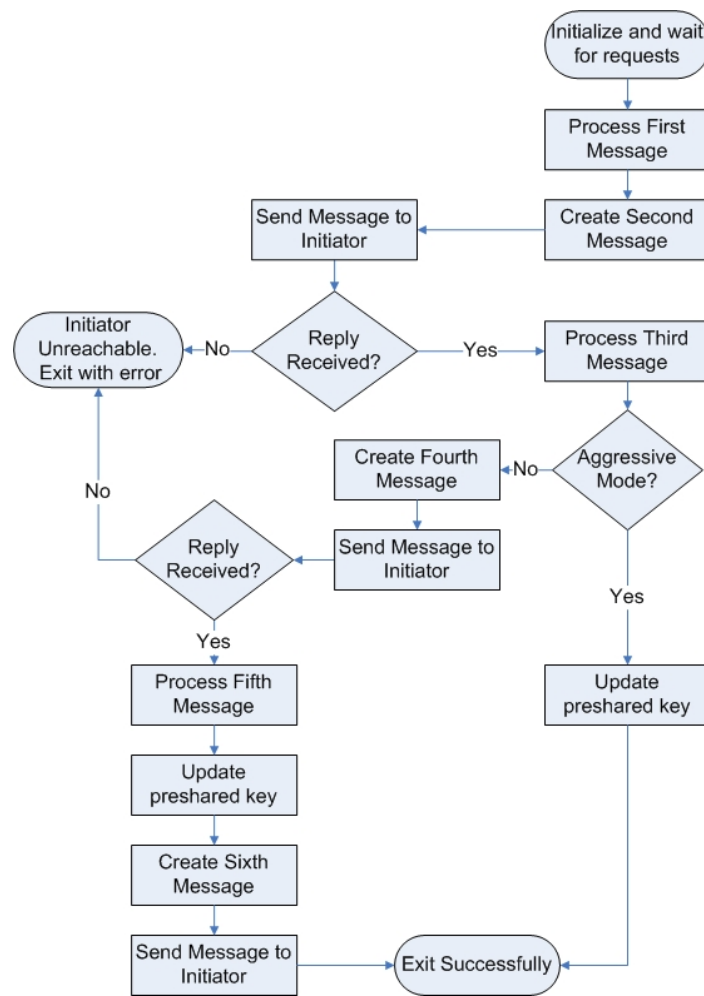 Initialize and wait
for requests
Process First
Message
Create Second
Message
Send Message to
Initiator
Reply
Received?
No
Initiator
Unreachable.
Exit with error
Yes
Process Third
Message
Aggressive
Mode?
No
Create Fourth
Message
Send Message to
Initiator
Reply
Received?
No
Yes
Yes
Process Fifth
Message
Update
preshared key
Update
preshared key
Create Sixth
Message
Send Message to
Initiator
Exit Successfully